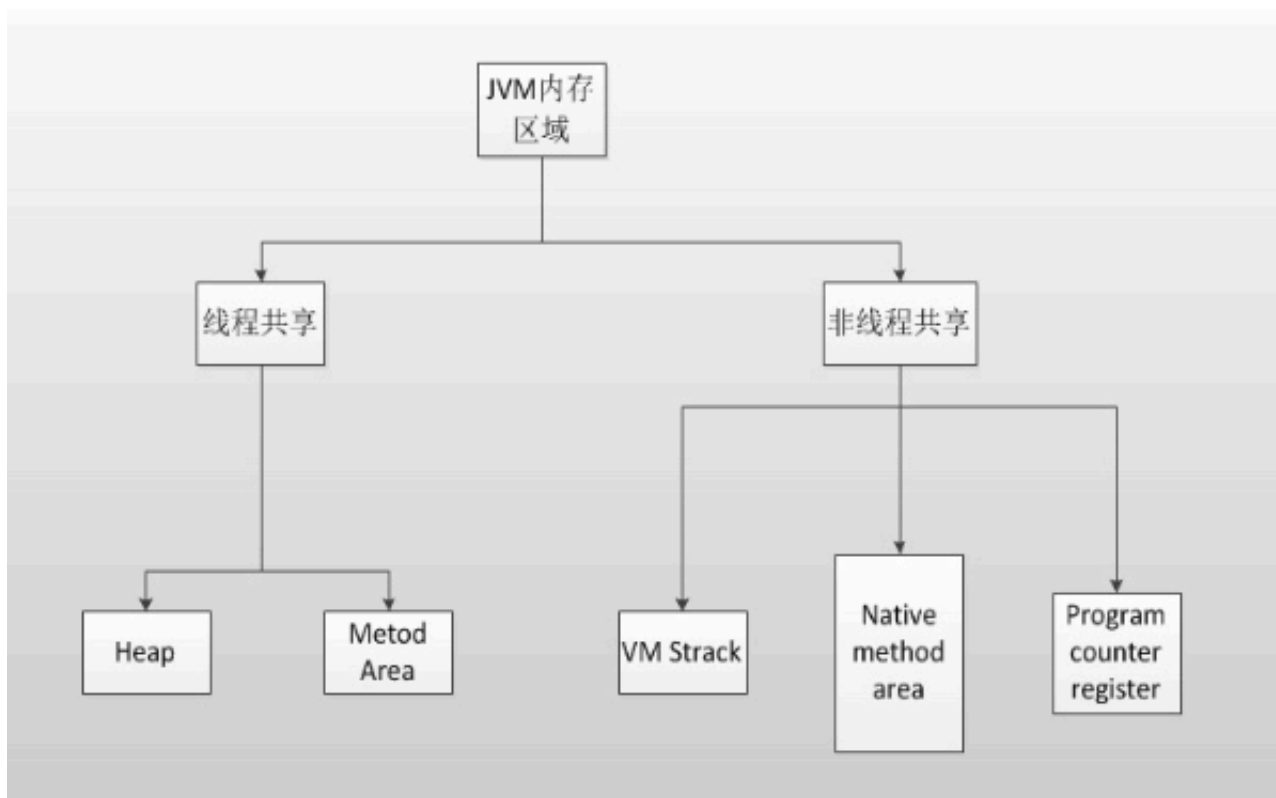 JVM内存
区域
线程共享
非线程共享
Heap
Metod
Area
VM Strack
Native
method
area
Program
counter
register